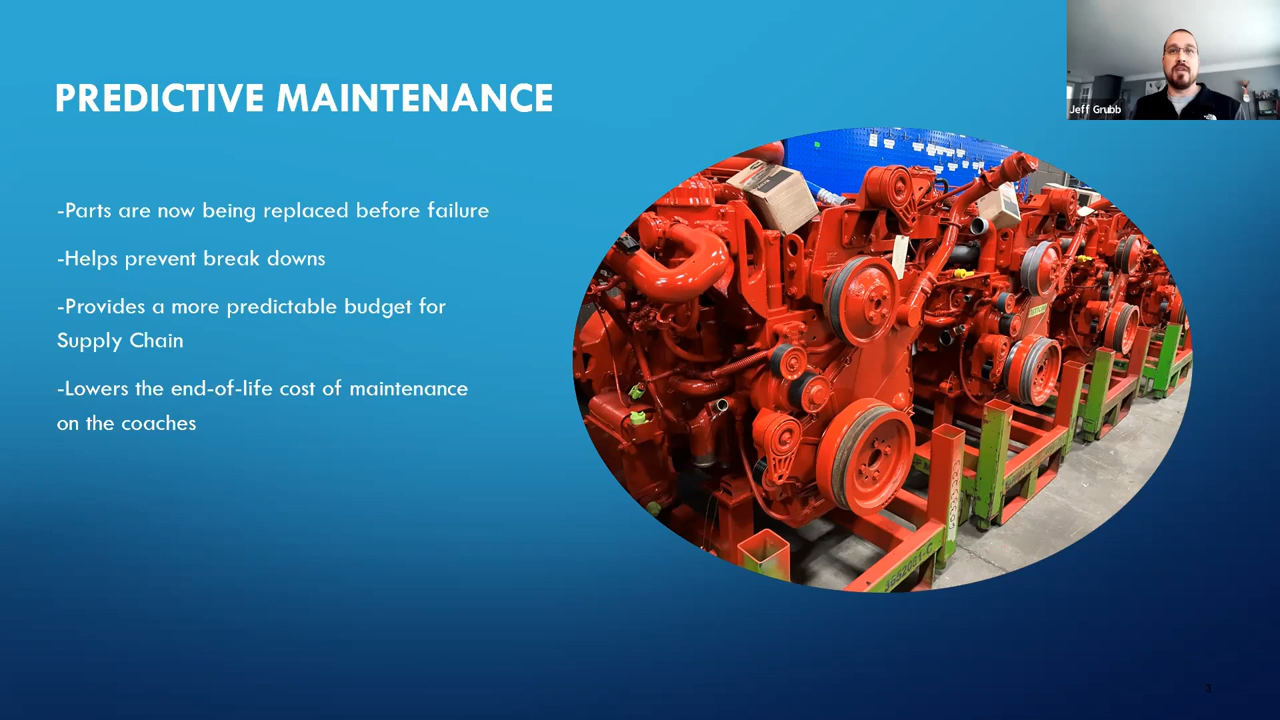 Jeff Grubb
PREDICTIVE MAINTENANCE
-Parts are now being replaced before failure
-Helps prevent break downs
-Provides a more predictable budget for
Supply Chain
-Lowers the end-of-life cost of maintenance
on the coaches
3